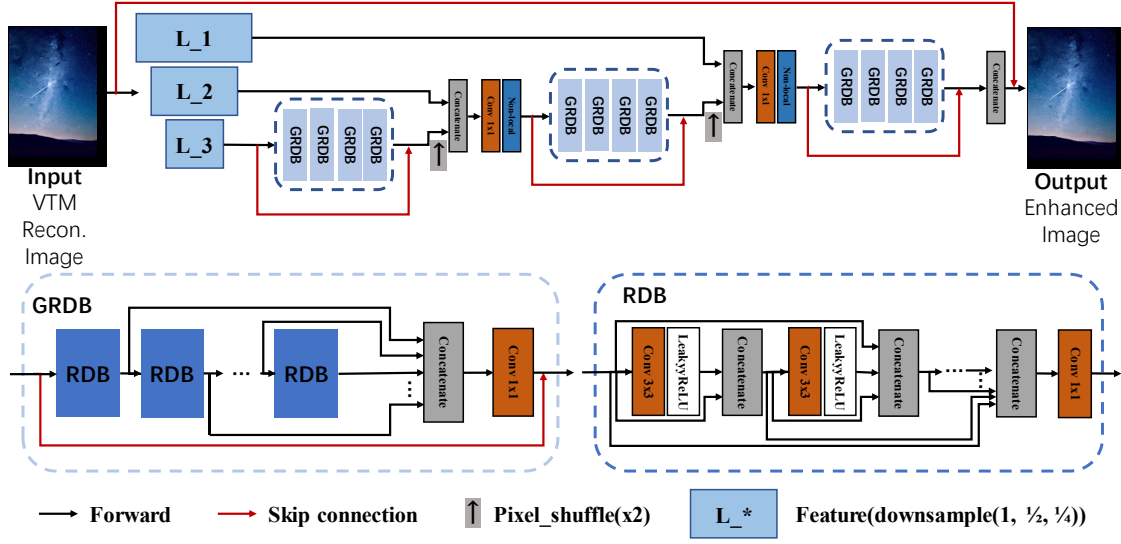 L_1
L_2
L_3
GRDB
GRDB
GRDB
GRDB
Concatenate
Conv 1x1
Non-local
GRDB
GRDB
GRDB
GRDB
Concatenate
Conv 1x1
Non-local
GRDB
GRDB
GRDB
GRDB
Concatenate
Input
VTM
Recon.
Image
Output
Enhanced
Image
GRDB
RDB
RDB
...
RDB
Concatenate
Conv 1x1
RDB
Conv 3x3
LeakyyReLU
Concatenate
Conv 3x3
LeakyyReLU
Concatenate
Concatenate
Conv 1x1
Forward
Skip connection
Pixel_shuffle(x2)
L_*
Feature(downsample(1, ½, ¼))